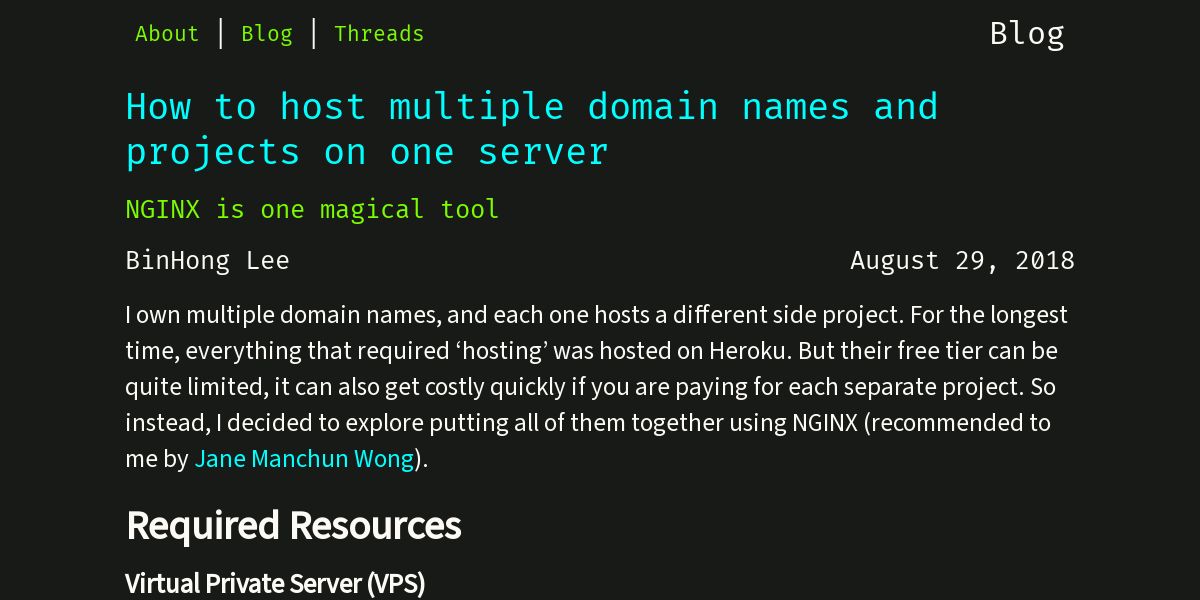 About | Blog | Threads
Blog
How to host multiple domain names and
projects on one server
NGINX is one magical tool
BinHong Lee
August 29, 2018
I own multiple domain names, and each one hosts a different side project. For the longest
time, everything that required ‘hosting’ was hosted on Heroku. But their free tier can be
quite limited, it can also get costly quickly if you are paying for each separate project. So
instead, I decided to explore putting all of them together using NGINX (recommended to
me by Jane Manchun Wong).
Required Resources
Virtual Private Server (VPS)